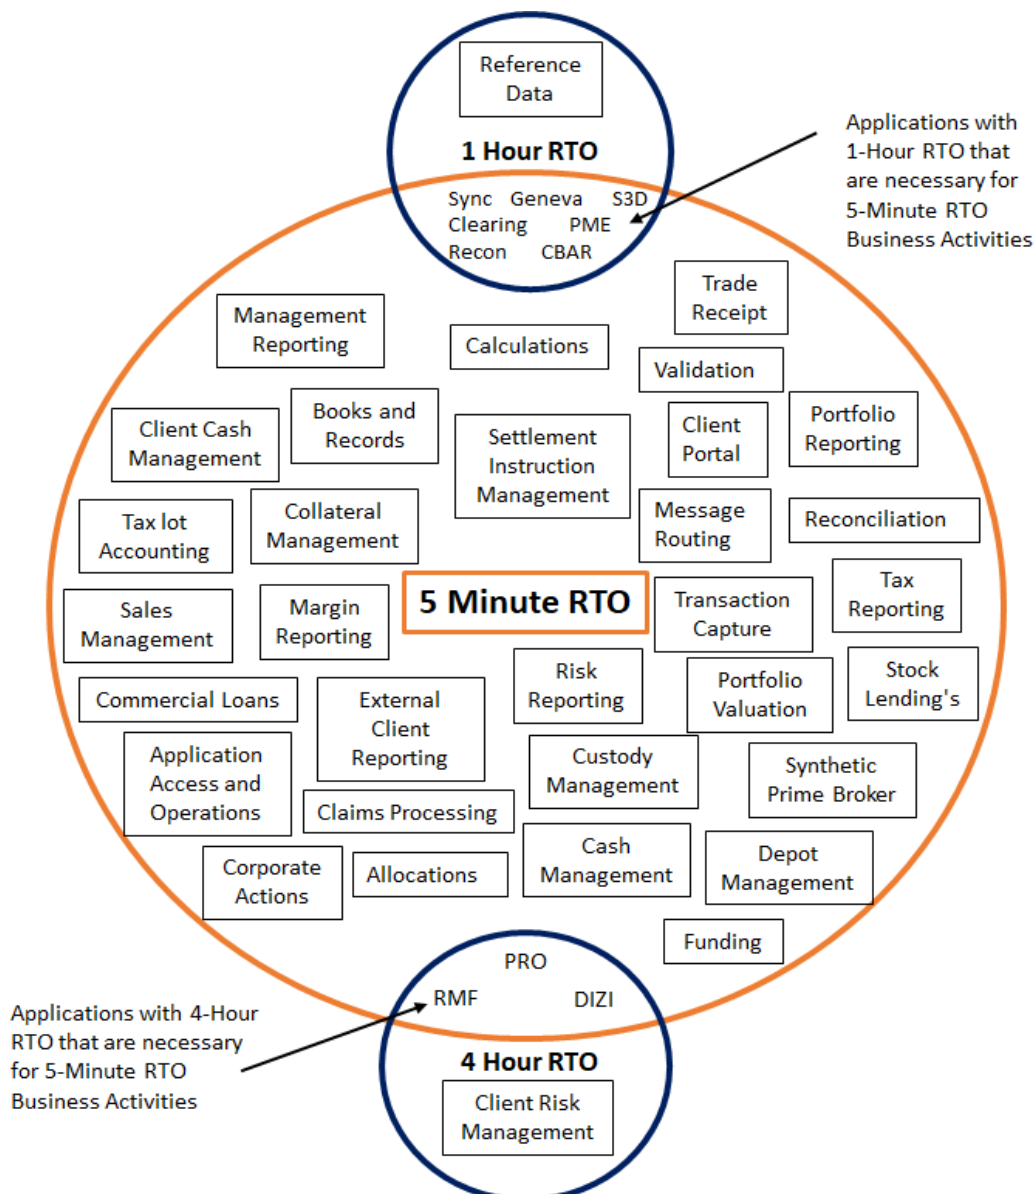 Reference
Data
1 Hour RTO
Applications with
1-Hour RTO that
are necessary for
5-Minute RTO
Business Activities
Sync Geneva S3D
Clearing PME
Recon CBAR
Trade
Receipt
Management
Reporting
Calculations
Validation
Client Cash
Management
Books and
Records
Settlement
Instruction
Management
Client
Portal
Portfolio
Reporting
Tax lot
Accounting
Collateral
Management
Message
Routing
Reconciliation
Sales
Management
Margin
Reporting
5 Minute RTO
Transaction
Capture
Tax
Reporting
Commercial Loans
External
Client
Reporting
Risk
Reporting
Portfolio
Valuation
Stock
Lending's
Application
Access and
Operations
Claims Processing
Custody
Management
Synthetic
Prime Broker
Corporate
Actions
Allocations
Cash
Management
Depot
Management
Funding
PRO
RMF DIZI
Applications with 4-Hour
RTO that are necessary
for 5-Minute RTO
Business Activities
4 Hour RTO
Client Risk
Management